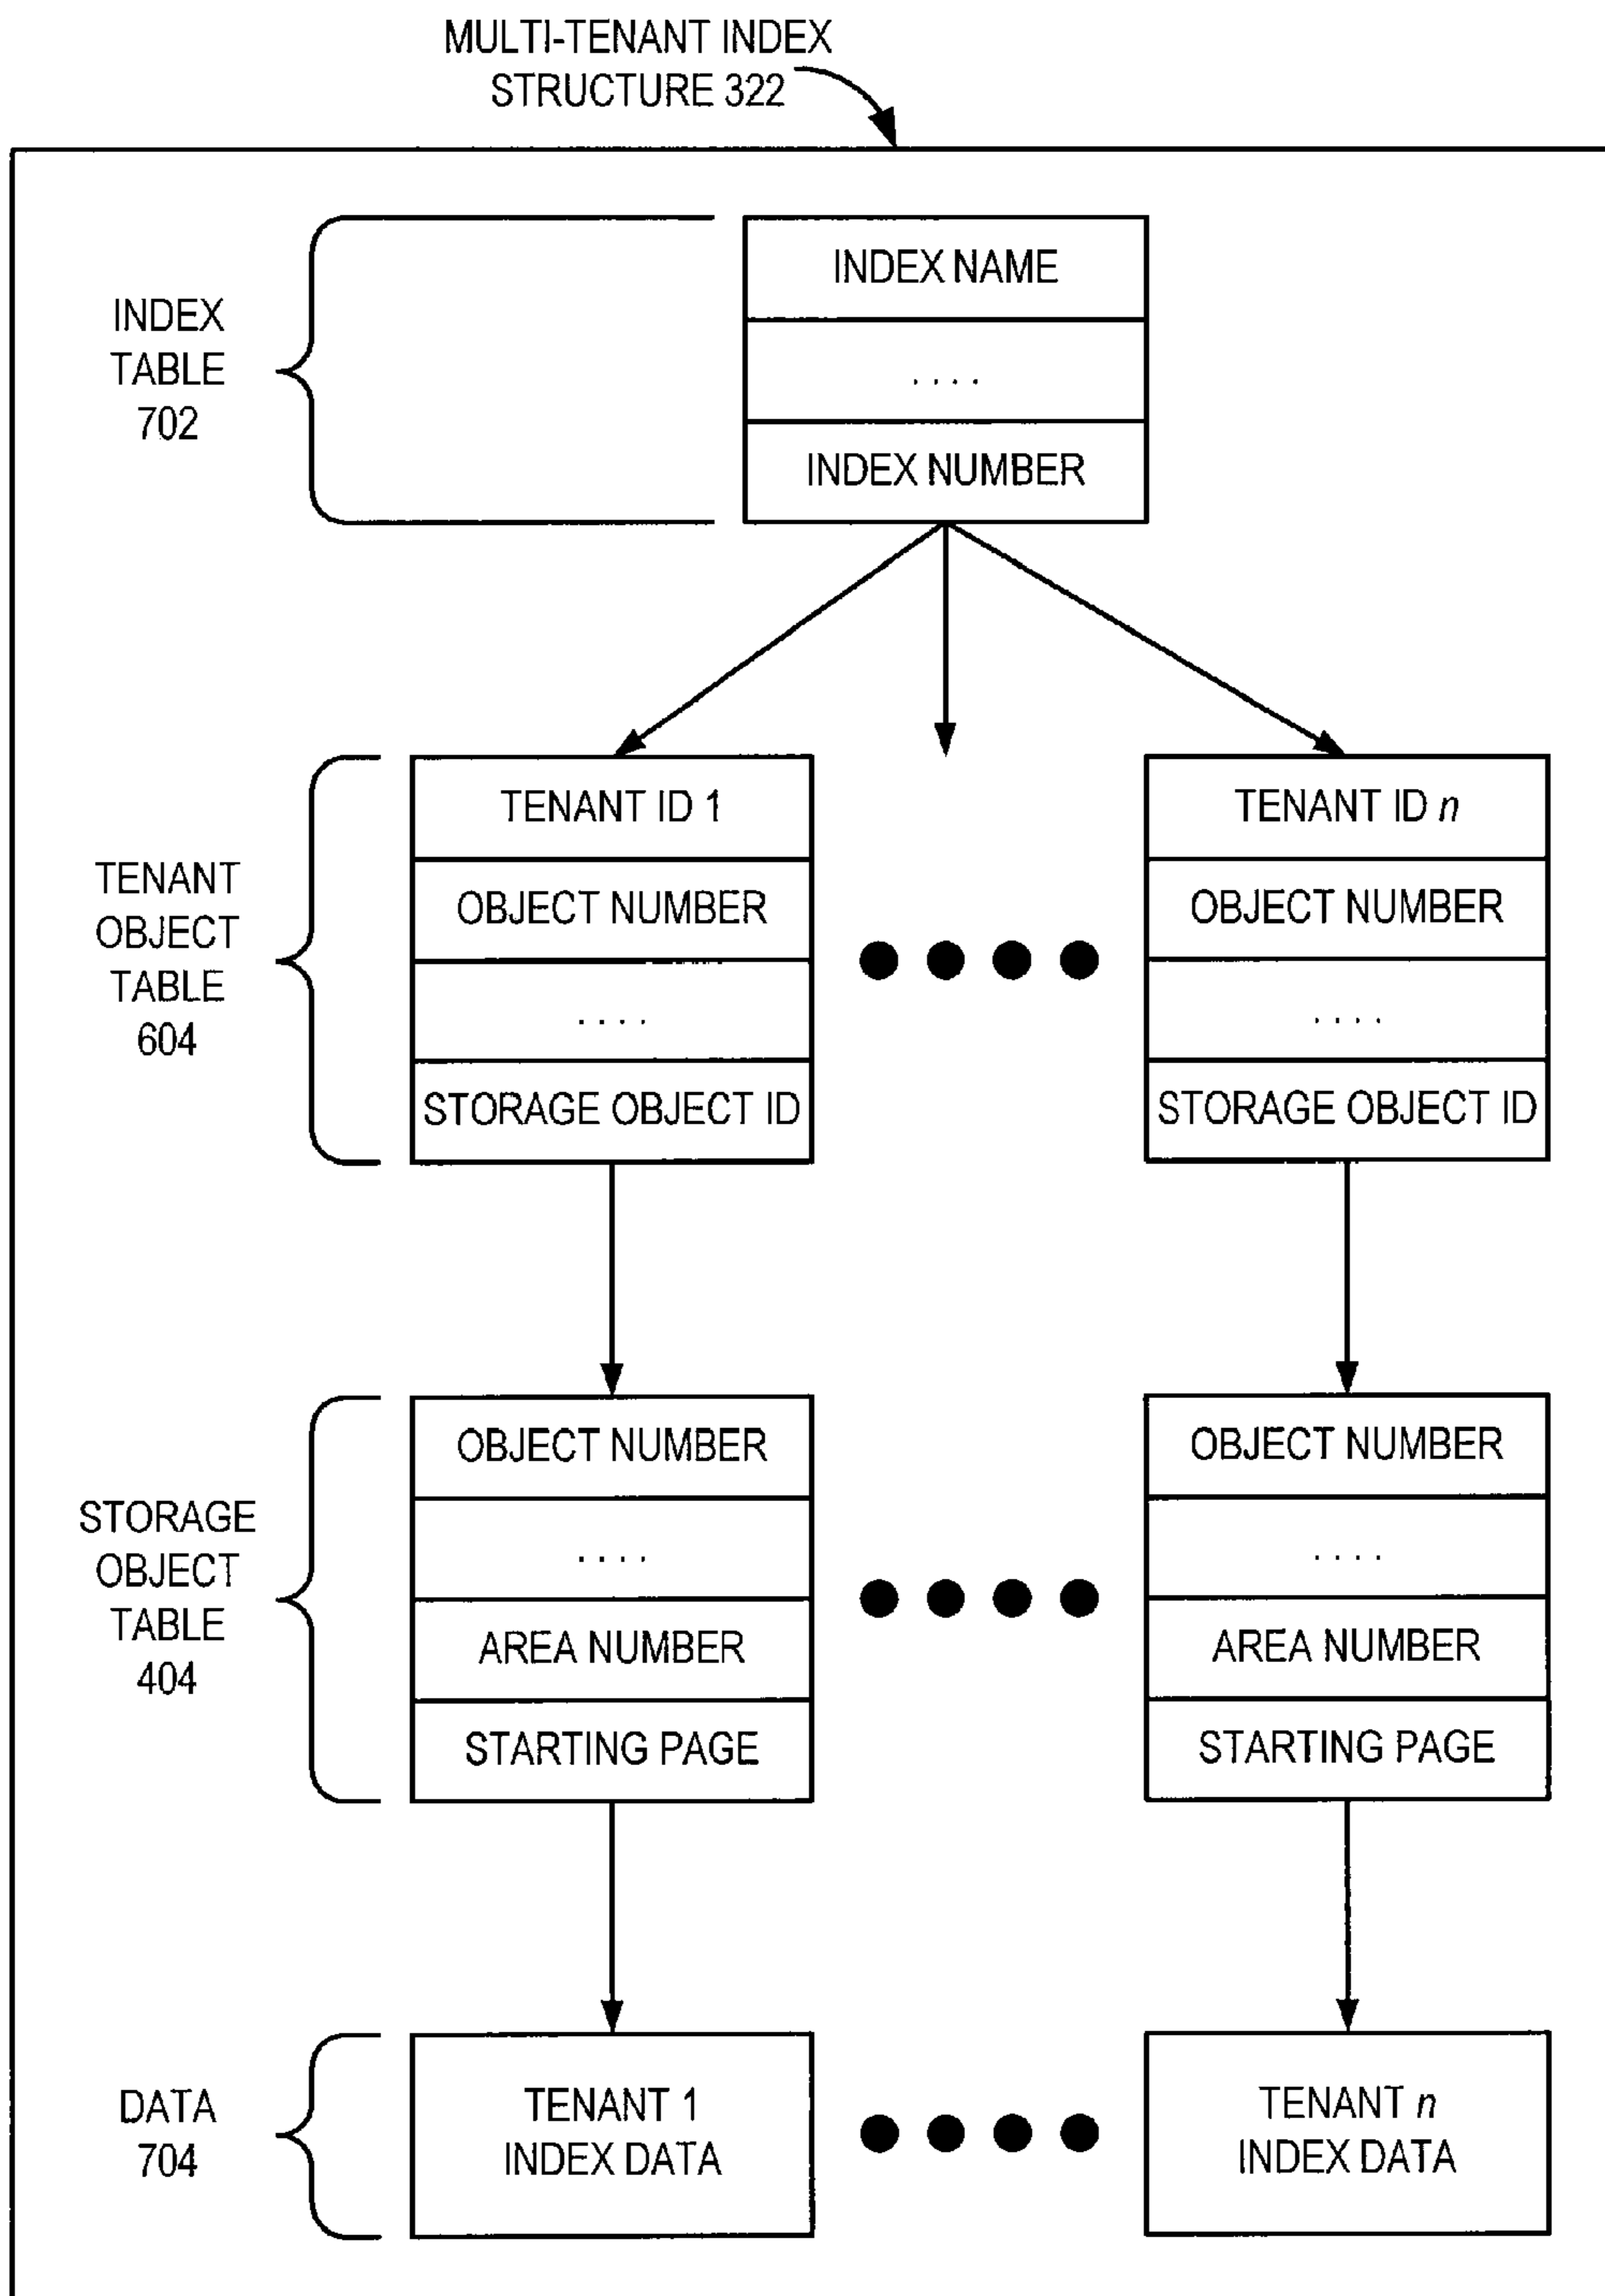 MULTI-TENANT INDEX
STRUCTURE 322
INDEX
TABLE
702
INDEX NAME
. . . .
INDEX NUMBER
TENANT
OBJECT
TABLE
604
TENANT ID 1
OBJECT NUMBER
. . . .
STORAGE OBJECT ID
TENANT ID n
OBJECT NUMBER
. . . .
STORAGE OBJECT ID
STORAGE
OBJECT
TABLE
404
OBJECT NUMBER
. . . .
AREA NUMBER
STARTING PAGE
OBJECT NUMBER
. . . .
AREA NUMBER
STARTING PAGE
DATA
704
TENANT 1
INDEX DATA
TENANT n
INDEX DATA